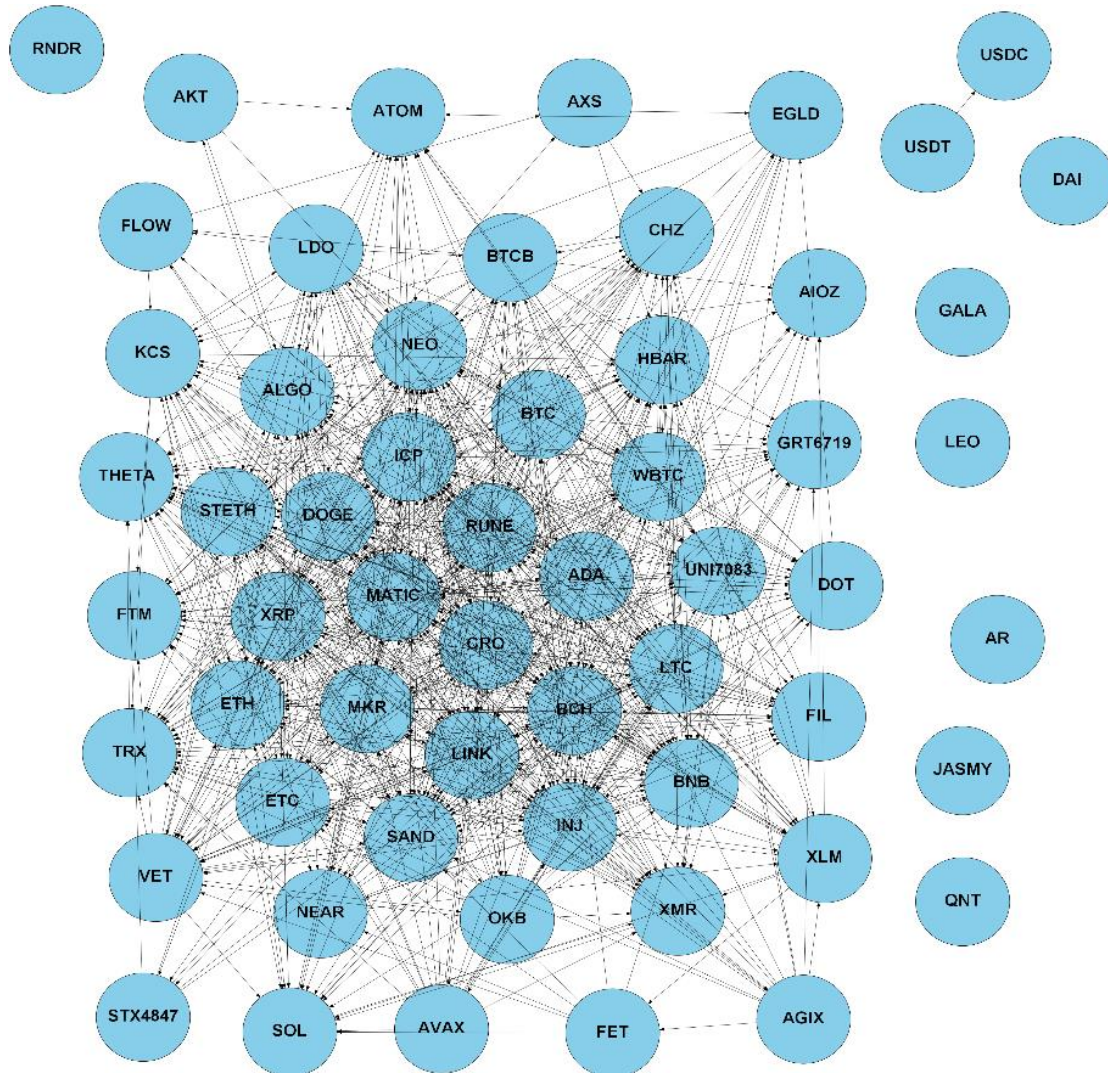 RNDR
USDC
AKT
ATOM
AXS
EGLD
USDT
DAI
FLOW
LDO
BTCB
CHZ
AIOZ
GALA
KCS
NEO
HBAR
ALGO
BTC
GRT6719
LEO
THETA
ICP
WBTC
STETH
DOGE
RUNE
UNI7083
ADA
DOT
MATIC
FTM
XRP
CRO
AR
LTC
ETH
MKR
BCH
FIL
TRX
LINK
BNB
JASMY
ETC
SAND
INJ
XLM
VET
NEAR
OKB
XMR
QNT
STX4847
SOL
AVAX
FET
AGIX